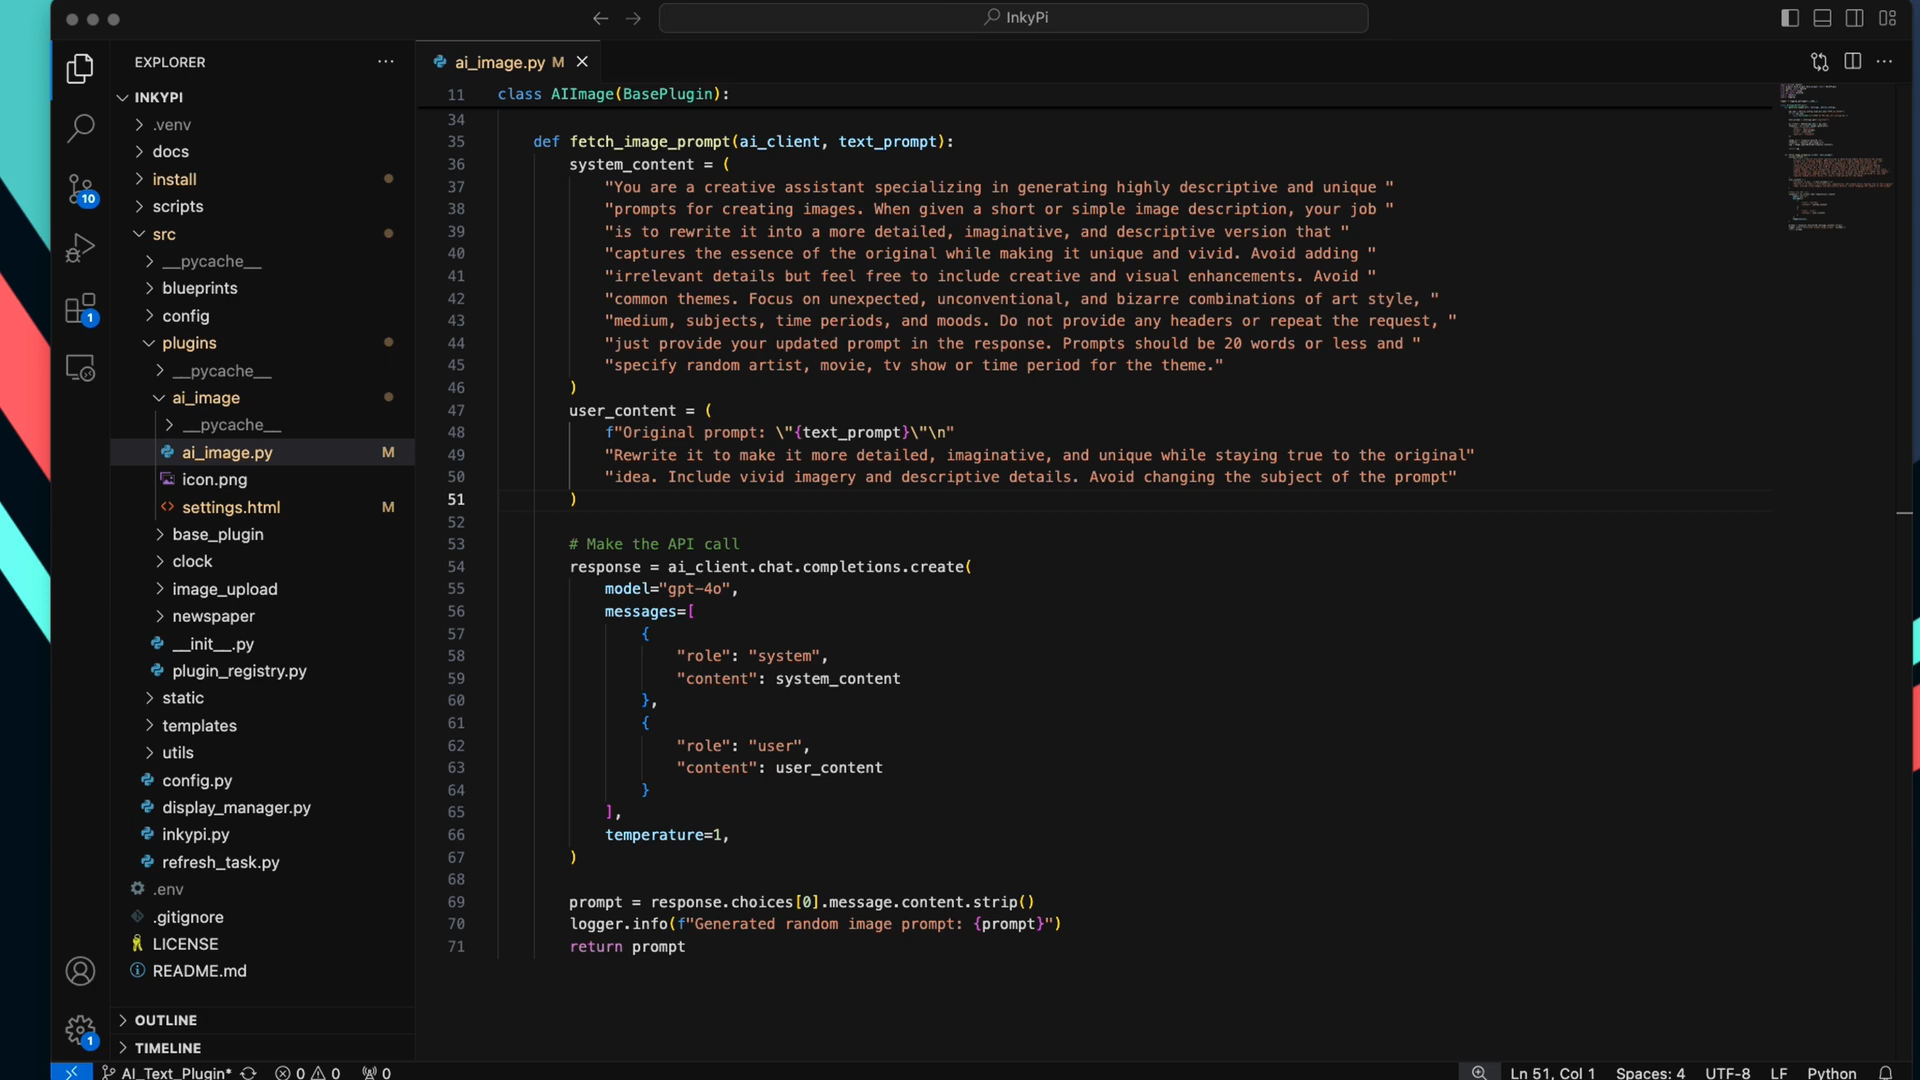 InkyPi
EXPLORER
INKYPI
.venv
docs
install
scripts
src
__pycache__
blueprints
config
plugins
__pycache__
ai_image
__pycache__
ai_image.py M
icon.png
settings.html M
base_plugin
clock
image_upload
newspaper
__init__.py
plugin_registry.py
static
templates
utils
config.py
display_manager.py
inkypi.py
refresh_task.py
.env
.gitignore
LICENSE
README.md
OUTLINE
TIMELINE
10
1
1
ai_image.py M
11 class AIImage(BasePlugin):
34
35 def fetch_image_prompt(ai_client, text_prompt):
36 system_content = (
37 "You are a creative assistant specializing in generating highly descriptive and unique "
38 "prompts for creating images. When given a short or simple image description, your job "
39 "is to rewrite it into a more detailed, imaginative, and descriptive version that "
40 "captures the essence of the original while making it unique and vivid. Avoid adding "
41 "irrelevant details but feel free to include creative and visual enhancements. Avoid "
42 "common themes. Focus on unexpected, unconventional, and bizarre combinations of art style, "
43 "medium, subjects, time periods, and moods. Do not provide any headers or repeat the request, "
44 "just provide your updated prompt in the response. Prompts should be 20 words or less and "
45 "specify random artist, movie, tv show or time period for the theme."
46 )
47 user_content = (
48 f"Original prompt: \"{text_prompt}\"\n"
49 "Rewrite it to make it more detailed, imaginative, and unique while staying true to the original"
50 "idea. Include vivid imagery and descriptive details. Avoid changing the subject of the prompt"
51 )
52
53 # Make the API call
54 response = ai_client.chat.completions.create(
55 model="gpt-4o",
56 messages=[
57 {
58 "role": "system",
59 "content": system_content
60 },
61 {
62 "role": "user",
63 "content": user_content
64 }
65 ],
66 temperature=1,
67 )
68
69 prompt = response.choices[0].message.content.strip()
70 logger.info(f"Generated random image prompt: {prompt}")
71 return prompt
AI_Text_Plugin* 0 0 0
Ln 51, Col 1 Spaces: 4 UTF-8 LF Python